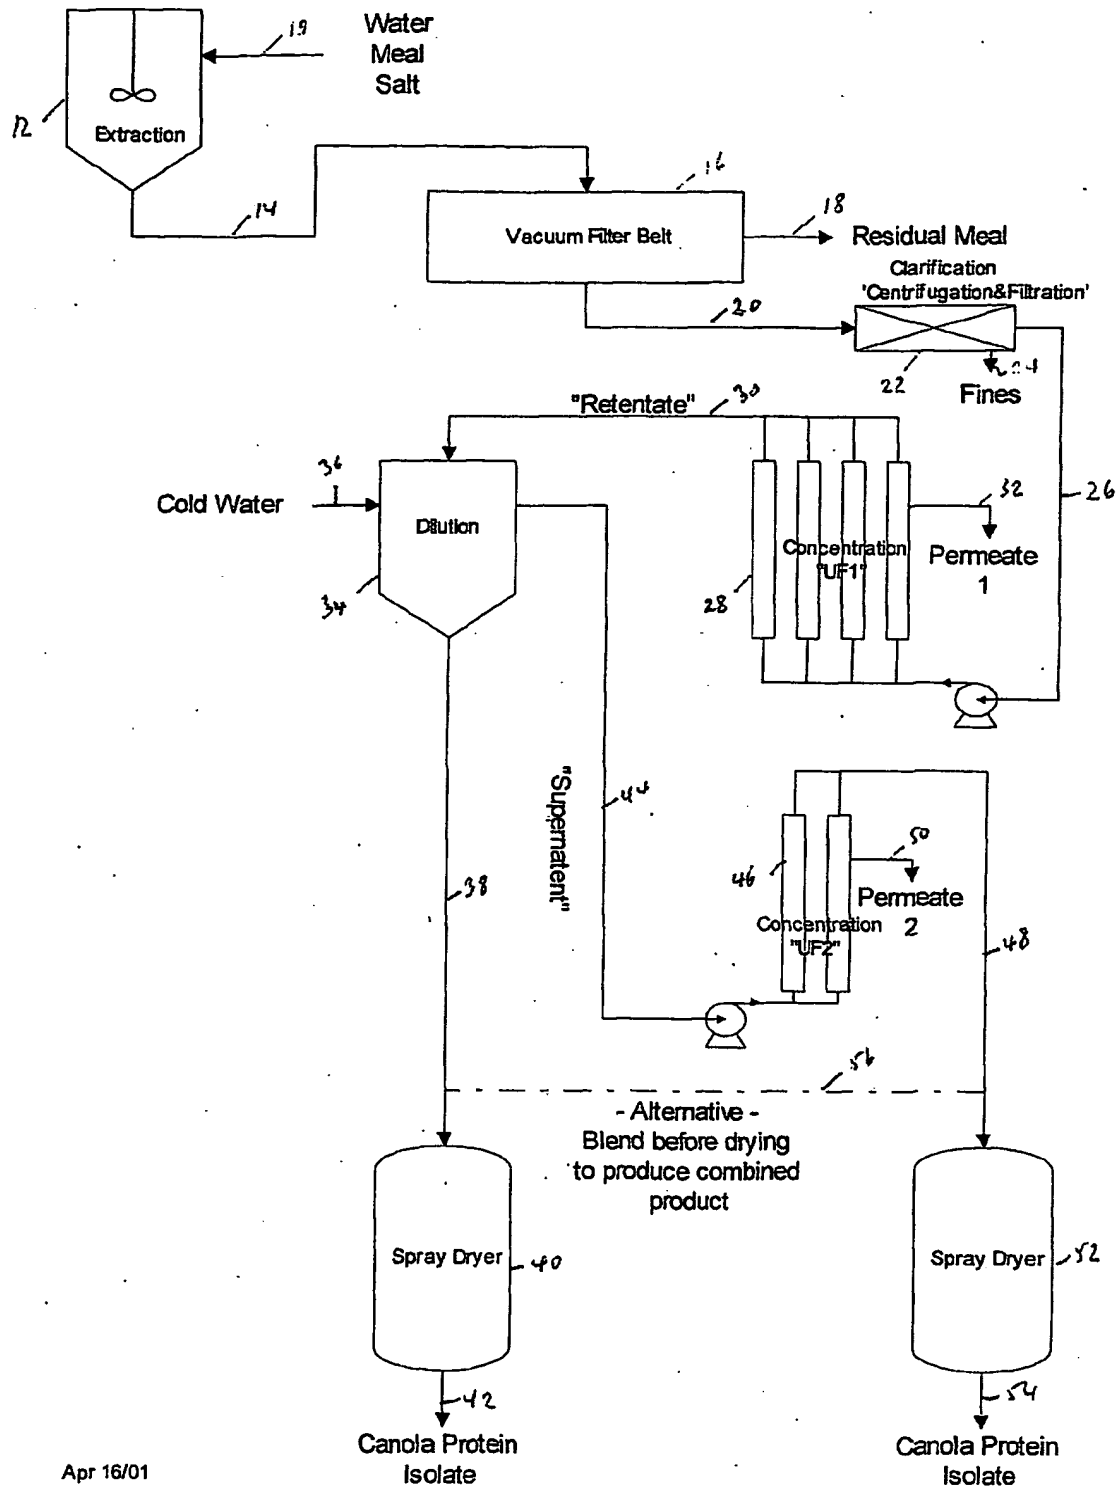 Water
Meal
Salt
19
12
Extraction
14
16
Vacuum Filter Belt
18
Residual Meal
Clarification
'Centrifugation&Filtration'
20
22
24
Fines
"Retentate"
30
36
Cold Water
Dilution
34
32
26
Concentration
"UF1"
28
Permeate
1
"Supernatent"
44
38
46
50
Permeate
2
Concentration
"UF2"
48
56
- Alternative -
Blend before drying
to produce combined
product
Spray Dryer
40
Spray Dryer
52
42
54
Canola Protein
Isolate
Canola Protein
Isolate
Apr 16/01